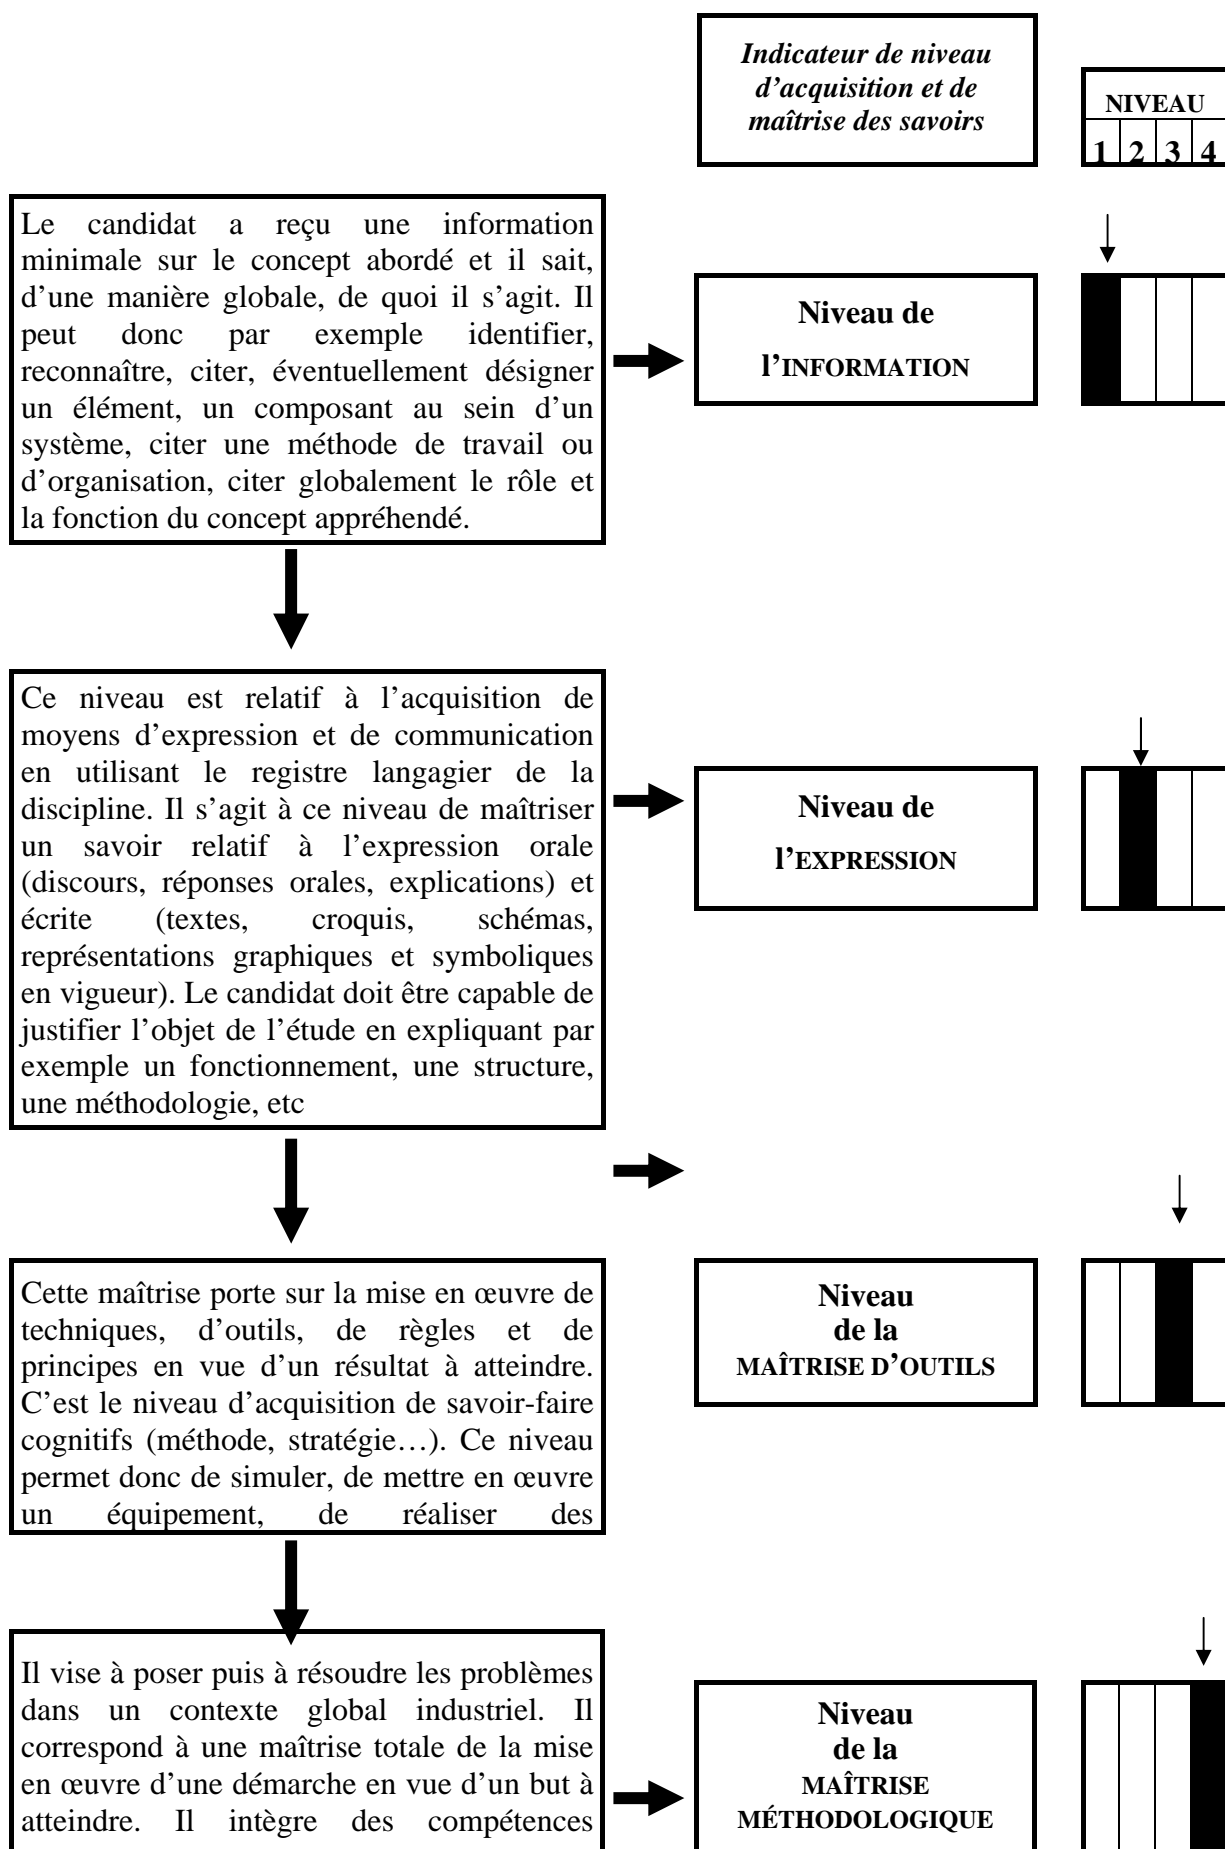 Indicateur de niveau
d’acquisition et de
maîtrise des savoirs
NIVEAU
1 2 3 4
Le candidat a reçu une information
minimale sur le concept abordé et il sait,
d’une manière globale, de quoi il s’agit. Il
peut donc par exemple identifier,
reconnaître, citer, éventuellement désigner
un élément, un composant au sein d’un
système, citer une méthode de travail ou
d’organisation, citer globalement le rôle et
la fonction du concept appréhendé.
Niveau de
l’INFORMATION
Ce niveau est relatif à l’acquisition de
moyens d’expression et de communication
en utilisant le registre langagier de la
discipline. Il s’agit à ce niveau de maîtriser
un savoir relatif à l’expression orale
(discours, réponses orales, explications) et
écrite (textes, croquis, schémas,
représentations graphiques et symboliques
en vigueur). Le candidat doit être capable de
justifier l’objet de l’étude en expliquant par
exemple un fonctionnement, une structure,
une méthodologie, etc
Niveau de
l’EXPRESSION
Cette maîtrise porte sur la mise en œuvre de
techniques, d’outils, de règles et de
principes en vue d’un résultat à atteindre.
C’est le niveau d’acquisition de savoir-faire
cognitifs (méthode, stratégie…). Ce niveau
permet donc de simuler, de mettre en œuvre
un équipement, de réaliser des
Niveau
de la
MAÎTRISE D’OUTILS
Il vise à poser puis à résoudre les problèmes
dans un contexte global industriel. Il
correspond à une maîtrise totale de la mise
en œuvre d’une démarche en vue d’un but à
atteindre. Il intègre des compétences
Niveau
de la
MAÎTRISE
MÉTHODOLOGIQUE